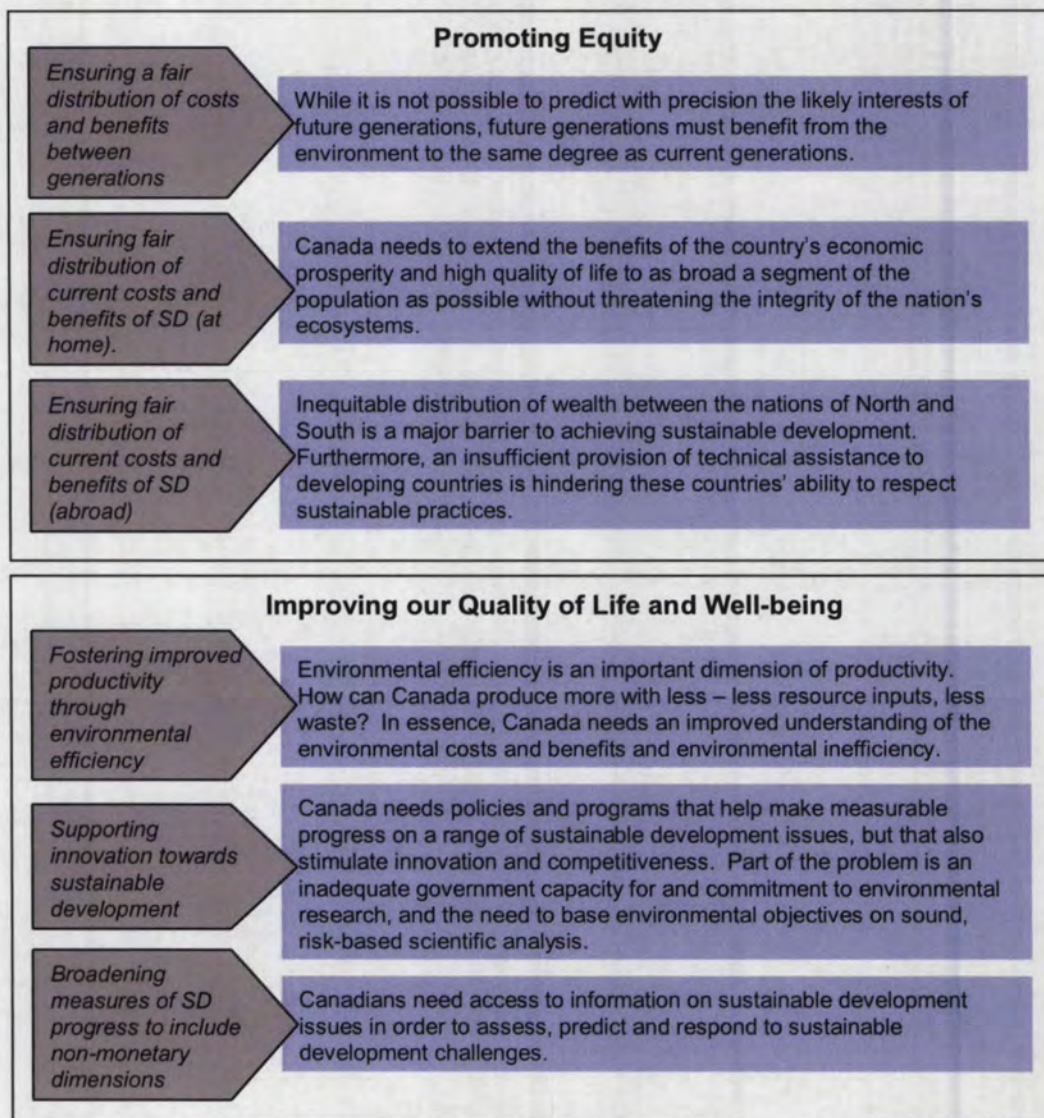 Promoting Equity
Ensuring a fair
distribution of costs
and benefits
between
generations
While it is not possible to predict with precision the likely interests of
future generations, future generations must benefit from the
environment to the same degree as current generations.
Ensuring fair
distribution of
current costs and
benefits of SD (at
home).
Canada needs to extend the benefits of the country's economic
prosperity and high quality of life to as broad a segment of the
population as possible without threatening the integrity of the nation's
ecosystems.
Ensuring fair
distribution of
current costs and
benefits of SD
(abroad)
Inequitable distribution of wealth between the nations of North and
South is a major barrier to achieving sustainable development.
Furthermore, an insufficient provision of technical assistance to
developing countries is hindering these countries' ability to respect
sustainable practices.
Improving our Quality of Life and Well-being
Fostering improved
productivity
through
environmental
efficiency
Environmental efficiency is an important dimension of productivity.
How can Canada produce more with less – less resource inputs, less
waste? In essence, Canada needs an improved understanding of the
environmental costs and benefits and environmental inefficiency.
Supporting
innovation towards
sustainable
development
Canada needs policies and programs that help make measurable
progress on a range of sustainable development issues, but that also
stimulate innovation and competitiveness. Part of the problem is an
inadequate government capacity for and commitment to environmental
research, and the need to base environmental objectives on sound,
risk-based scientific analysis.
Broadening
measures of SD
progress to include
non-monetary
dimensions
Canadians need access to information on sustainable development
issues in order to assess, predict and respond to sustainable
development challenges.